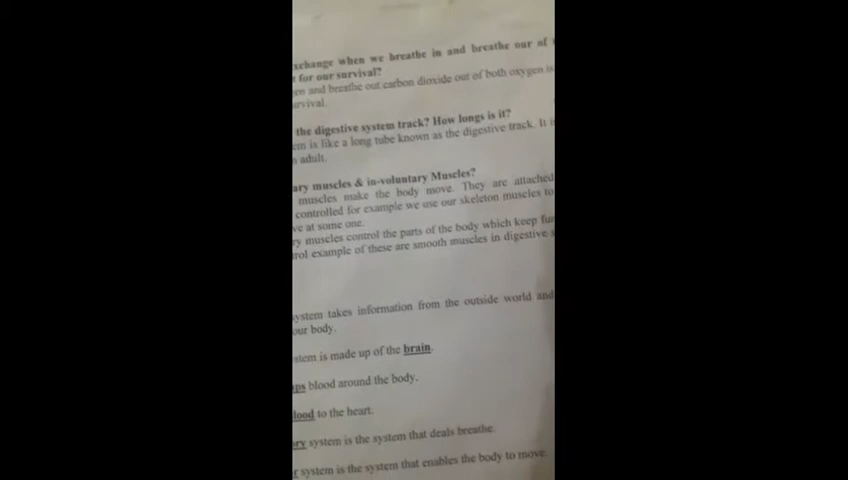 xchange when we breathe in and breathe our of
for our survival?
en and breathe out carbon dioxide out of both oxygen is
urvival.
the digestive system track? How longs is it?
em is like a long tube known as the digestive track. It
adult.
ary muscles & in-voluntary Muscles?
muscles make the body move. They are attached
controlled for example we use our skeleton muscles to
ve at some one.
ry muscles control the parts of the body which keep fun
rol example of these are smooth muscles in digestive
ystem takes information from the outside world and
our body.
stem is made up of the brain.
ps blood around the body.
lood to the heart.
ry system is the system that deals breathe.
r system is the system that enables the body to move.